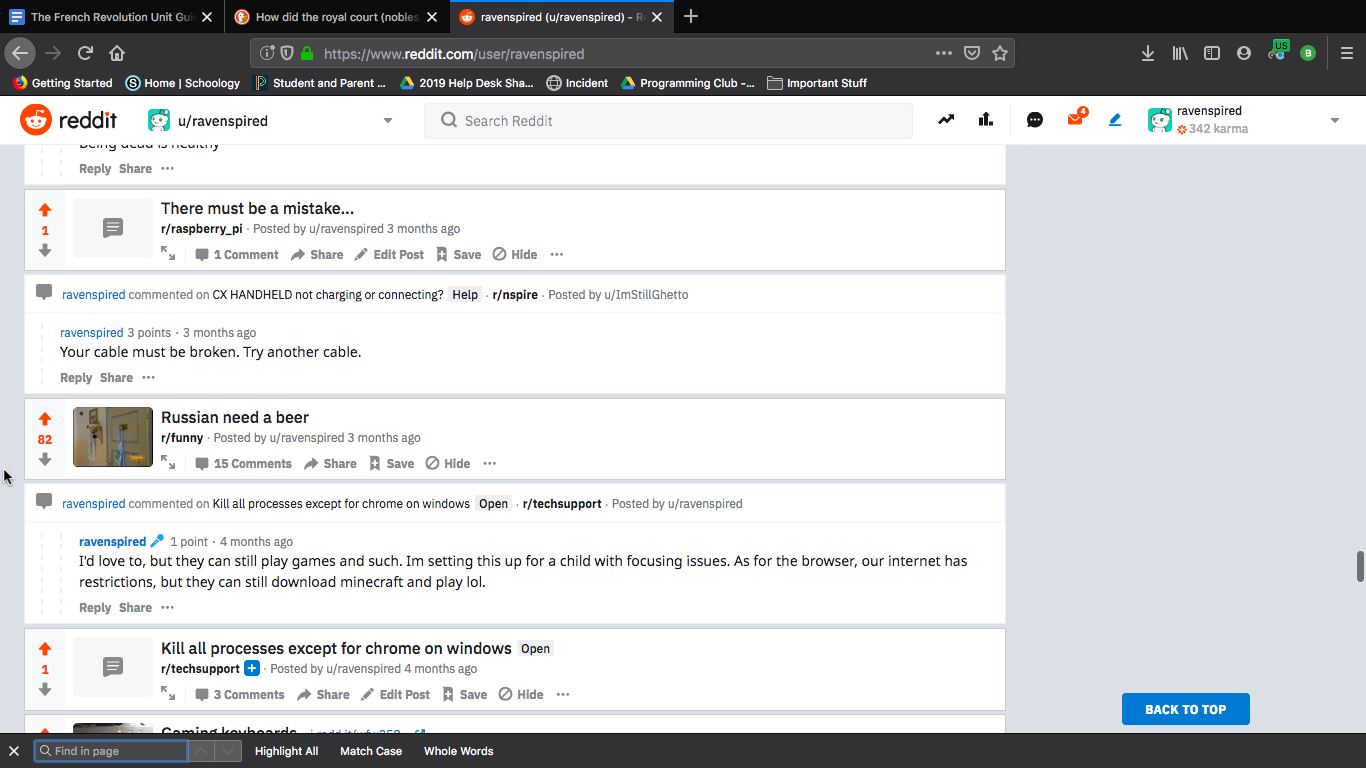 The French Revolution Unit Gui
How did the royal court (nobles
ravenspired (u/ravenspired) - Re
https://www.reddit.com/user/ravenspired
US
B
Getting Started
Home | Schoology
Student and Parent ...
2019 Help Desk Sha...
Incident
Programming Club -...
Important Stuff
reddit
u/ravenspired
Search Reddit
4
ravenspired
342 karma
Being dead is healthy
Reply Share
There must be a mistake...
1
r/raspberry_pi · Posted by u/ravenspired 3 months ago
1 Comment Share Edit Post Save Hide
ravenspired commented on CX HANDHELD not charging or connecting? Help · r/nspire · Posted by u/ImStillGhetto
ravenspired 3 points · 3 months ago
Your cable must be broken. Try another cable.
Reply Share
Russian need a beer
82
r/funny · Posted by u/ravenspired 3 months ago
15 Comments Share Save Hide
ravenspired commented on Kill all processes except for chrome on windows Open · r/techsupport · Posted by u/ravenspired
ravenspired 1 point · 4 months ago
I'd love to, but they can still play games and such. Im setting this up for a child with focusing issues. As for the browser, our internet has
restrictions, but they can still download minecraft and play lol.
Reply Share
Kill all processes except for chrome on windows Open
1
r/techsupport · Posted by u/ravenspired 4 months ago
3 Comments Share Edit Post Save Hide
BACK TO TOP
Gaming keyboards
Find in page
Highlight All Match Case Whole Words